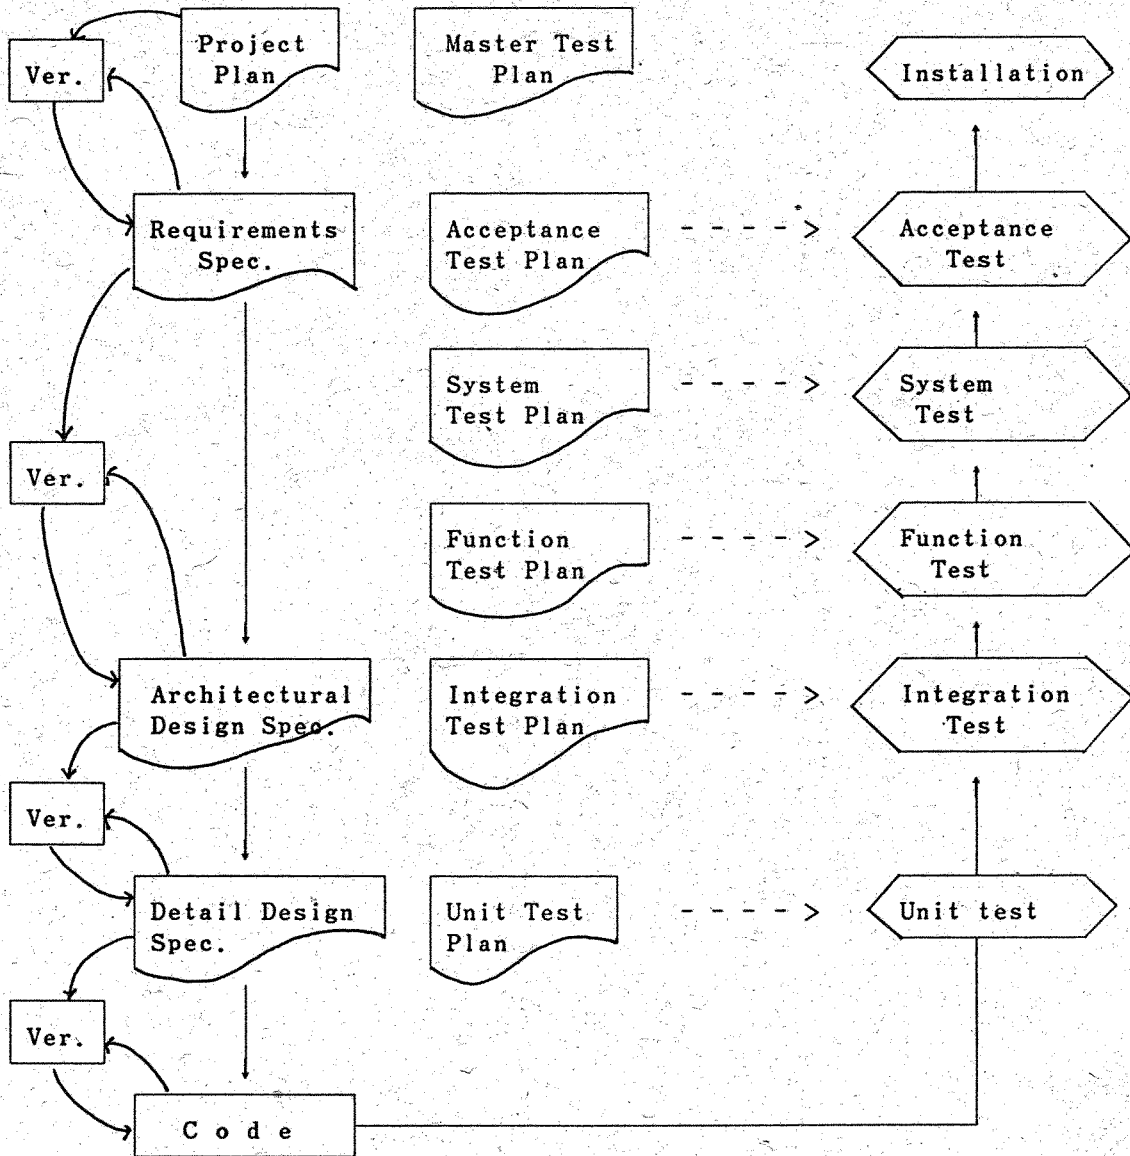 Project
Plan
Master Test
Plan
Ver.
Installation
Requirements
Spec.
Acceptance
Test Plan
- - - - >
Acceptance
Test
System
Test Plan
- - - - >
System
Test
Ver.
Function
Test Plan
- - - - >
Function
Test
Architectural
Design Spec.
Integration
Test Plan
- - - - >
Integration
Test
Ver.
Detail Design
Spec.
Unit Test
Plan
- - - - >
Unit test
Ver.
Code